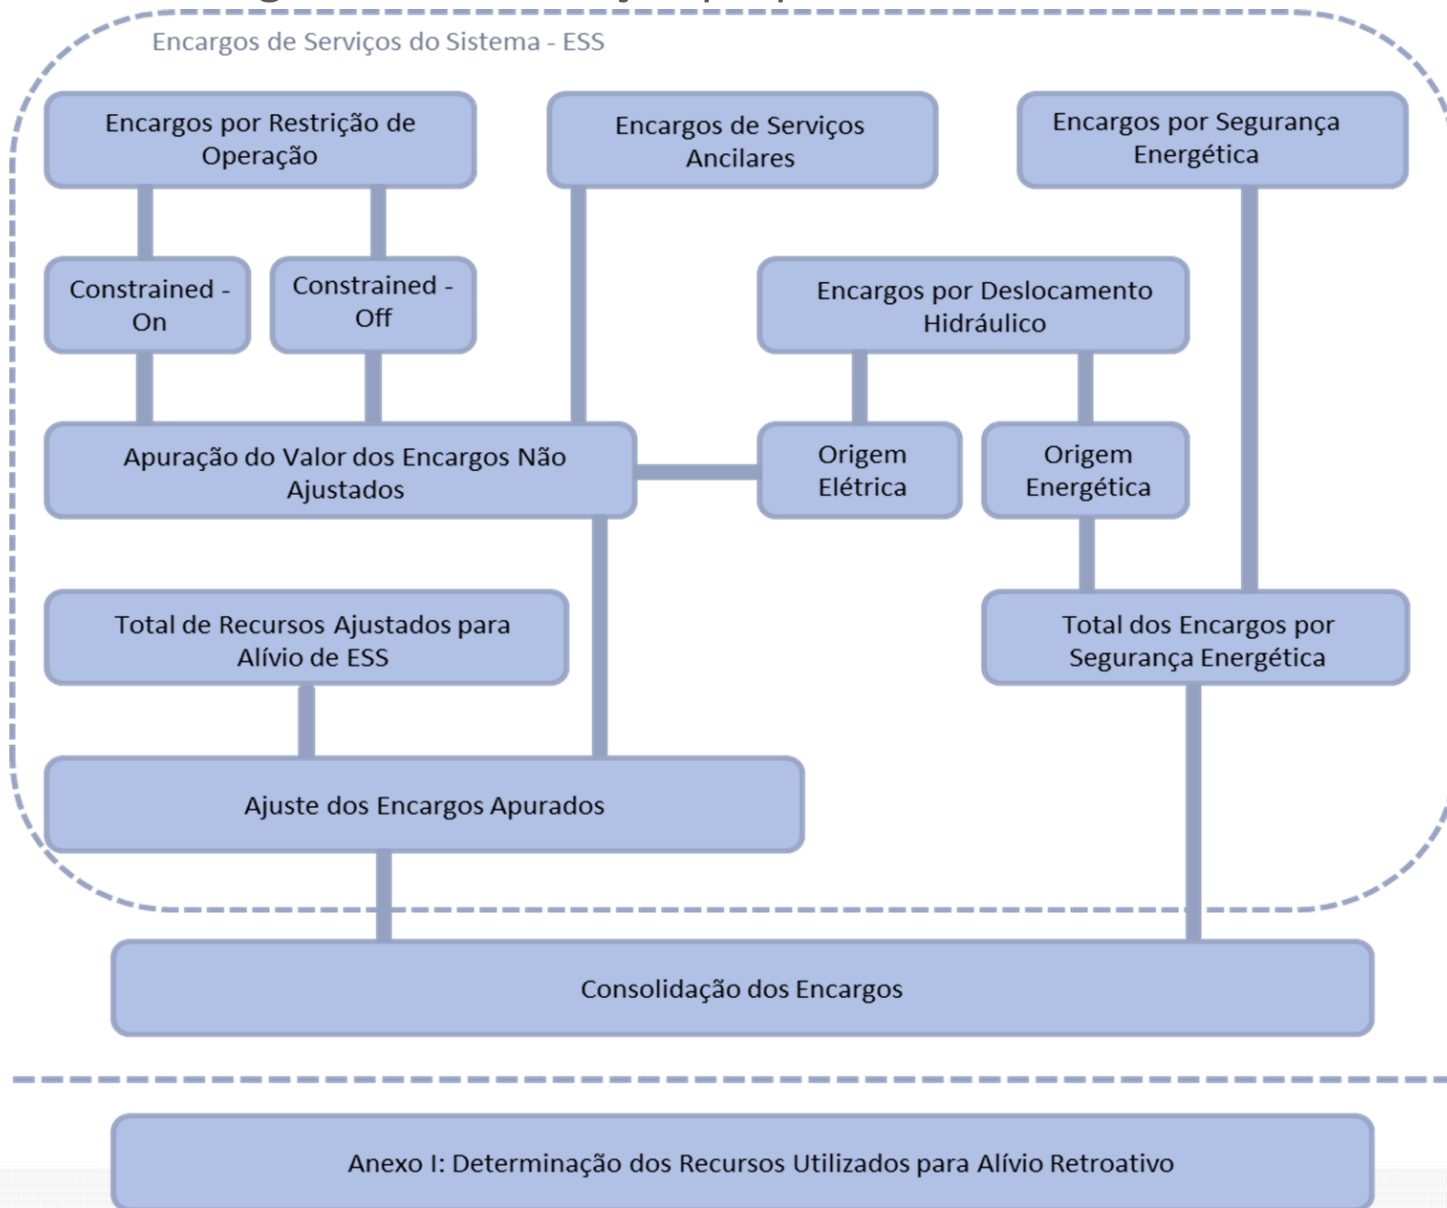 Encargos de Serviços do Sistema - ESS
Encargos por Restrição de
Operação
Encargos de Serviços
Ancilares
Encargos por Segurança
Energética
Constrained -
On
Constrained -
Off
Encargos por Deslocamento
Hidráulico
Apuração do Valor dos Encargos Não
Ajustados
Origem
Elétrica
Origem
Energética
Total de Recursos Ajustados para
Alívio de ESS
Total dos Encargos por
Segurança Energética
Ajuste dos Encargos Apurados
Consolidação dos Encargos
Anexo I: Determinação dos Recursos Utilizados para Alívio Retroativo